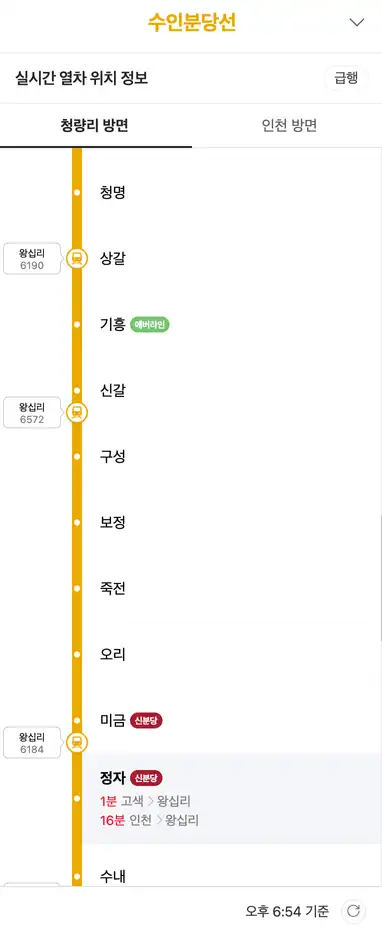 수인분당선
실시간 열차 위치 정보
급행
청량리 방면
인천 방면
청명
왕십리
6190
상갈
기흥 에버라인
신갈
왕십리
6572
구성
보정
죽전
오리
미금 신분당
왕십리
6184
정자 신분당
1분 고색 > 왕십리
16분 인천 > 왕십리
수내
오후 6:54 기준